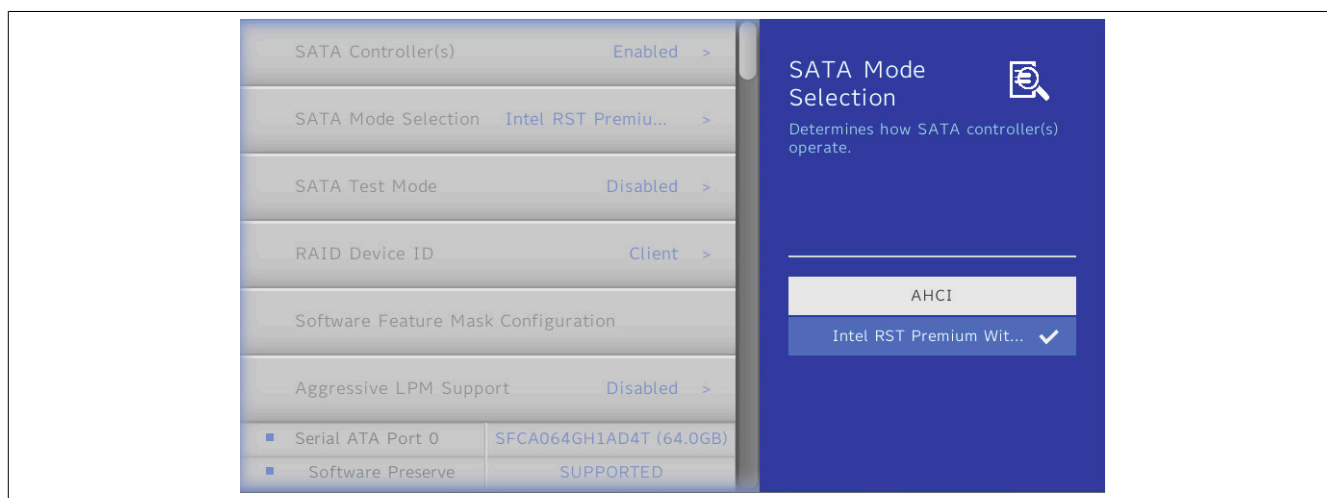 SATA Controller(s) Enabled >
SATA Mode Selection Intel RST Premiu... >
SATA Test Mode Disabled >
RAID Device ID Client >
Software Feature Mask Configuration
Aggressive LPM Support Disabled >
Serial ATA Port 0 SFCA064GH1AD4T (64.0GB)
Software Preserve SUPPORTED
SATA Mode
Selection
Determines how SATA controller(s)
operate.
AHCI
Intel RST Premium Wit...